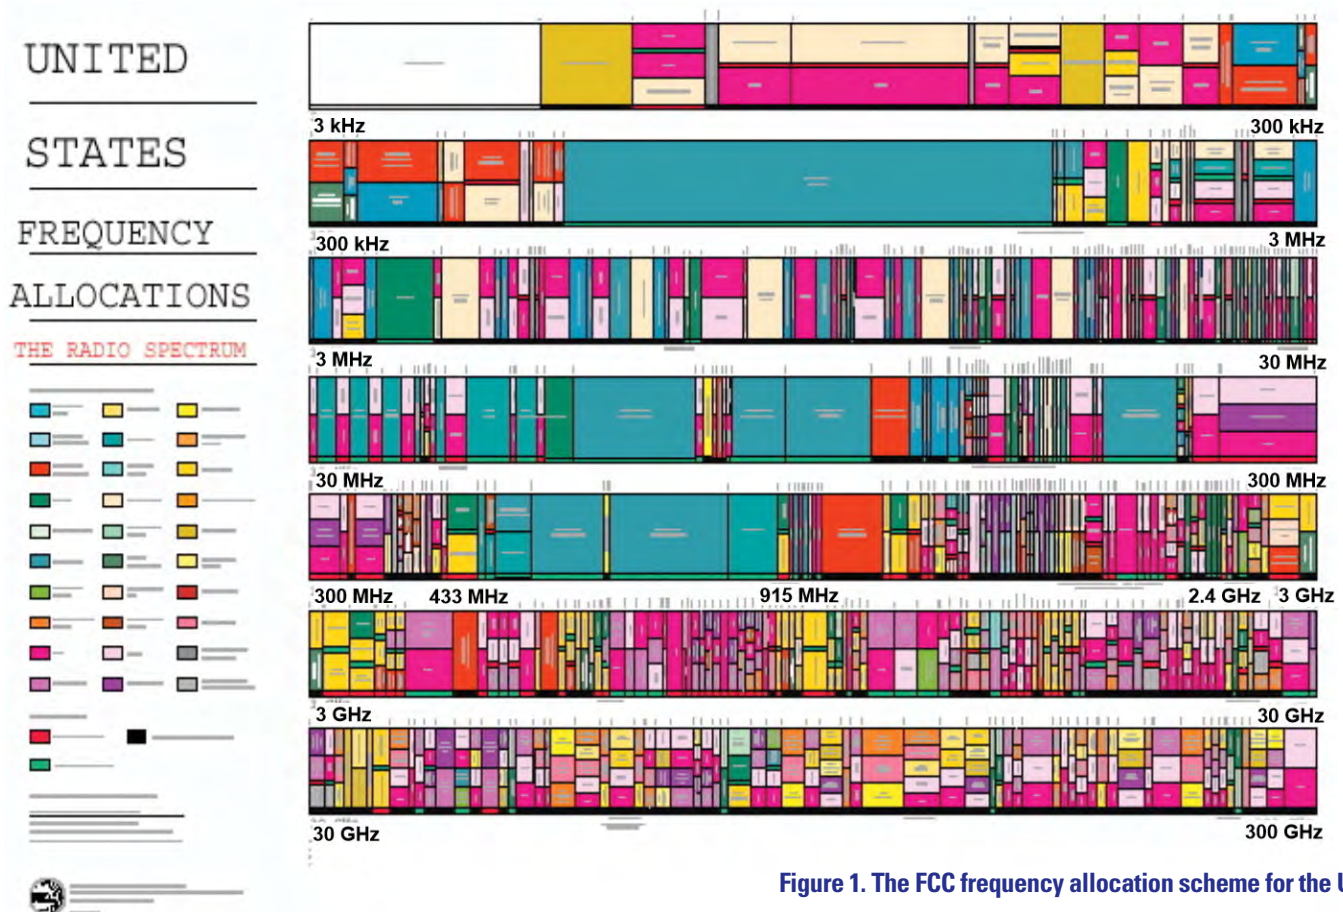 UNITED
STATES
FREQUENCY
ALLOCATIONS
THE RADIO SPECTRUM
3 kHz 300 kHz
300 kHz 3 MHz
3 MHz 30 MHz
30 MHz 300 MHz
300 MHz 433 MHz 915 MHz 2.4 GHz 3 GHz
3 GHz 30 GHz
30 GHz 300 GHz
Figure 1. The FCC frequency allocation scheme for the U